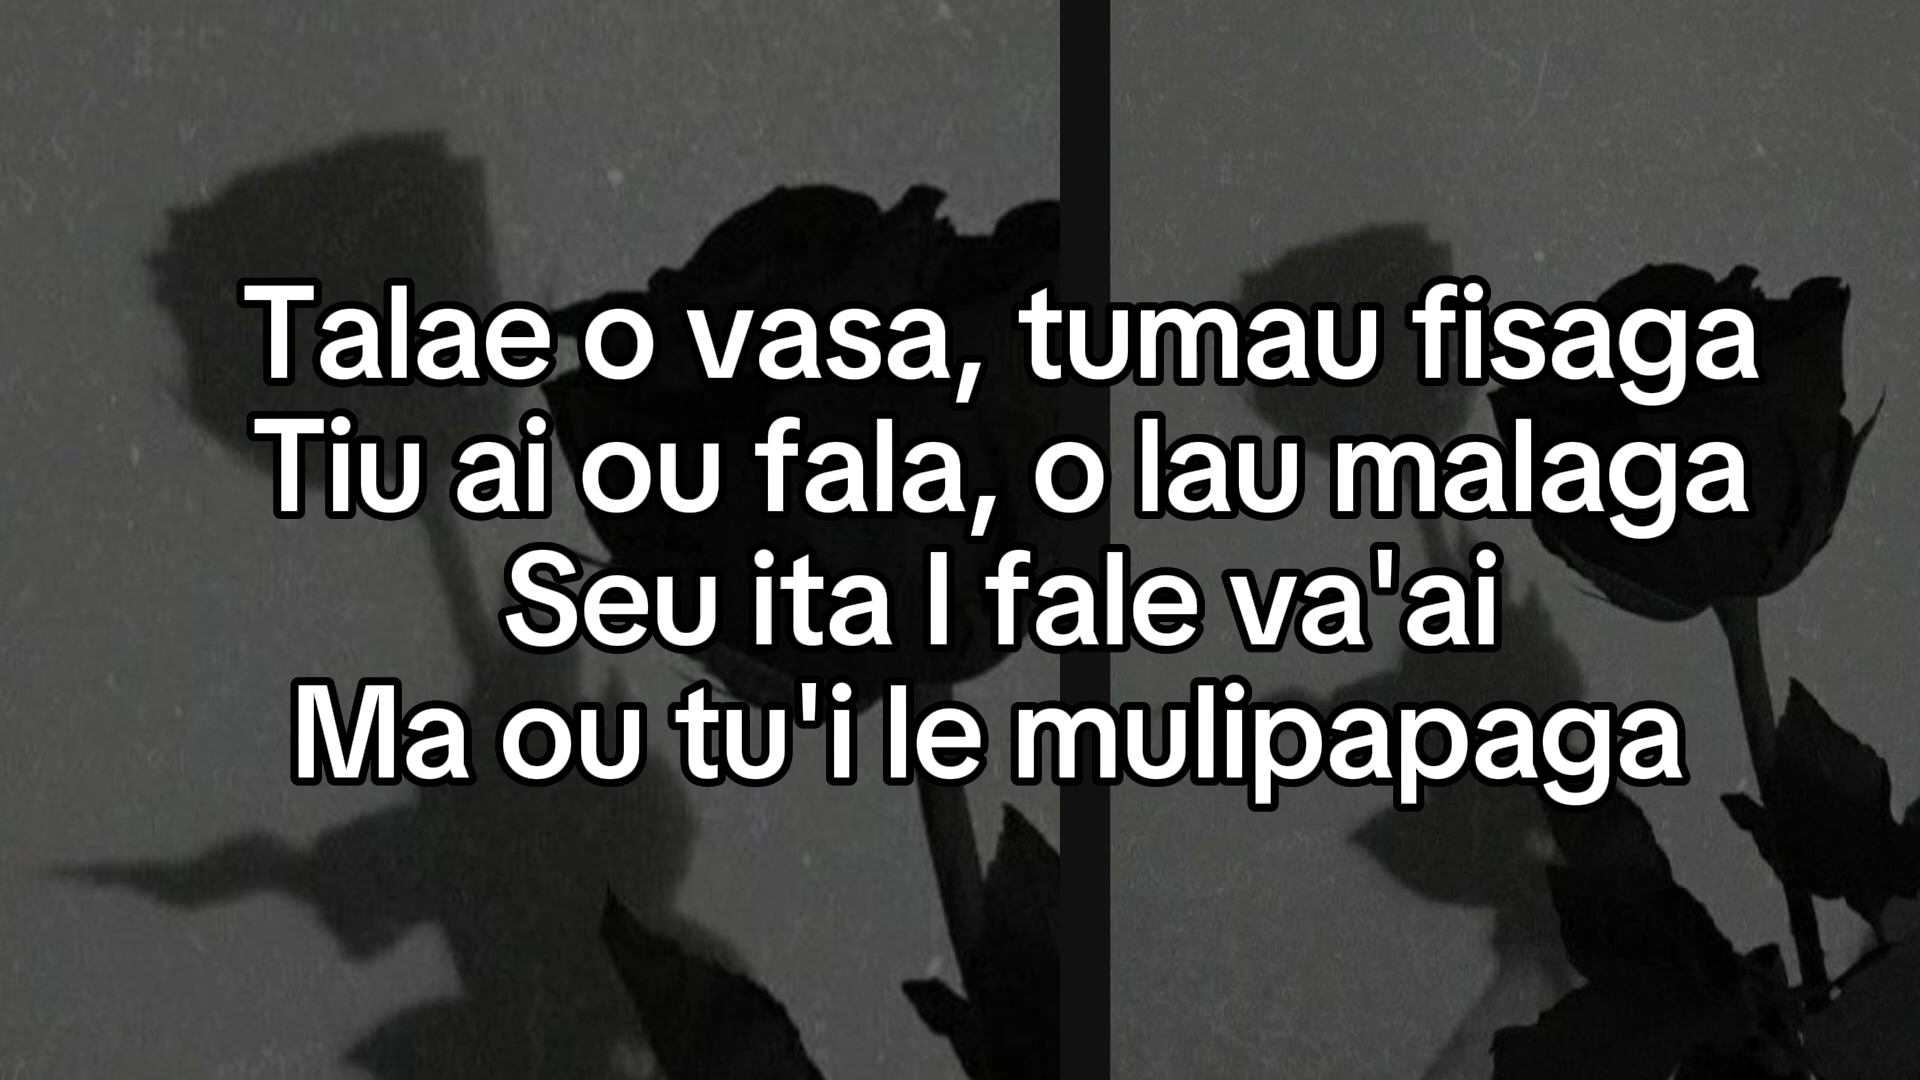 Talae o vasa, tumau fisaga
Tiu ai ou fala, o lau malaga
Seu ita I fale va'ai
Ma ou tu'i le mulipapaga